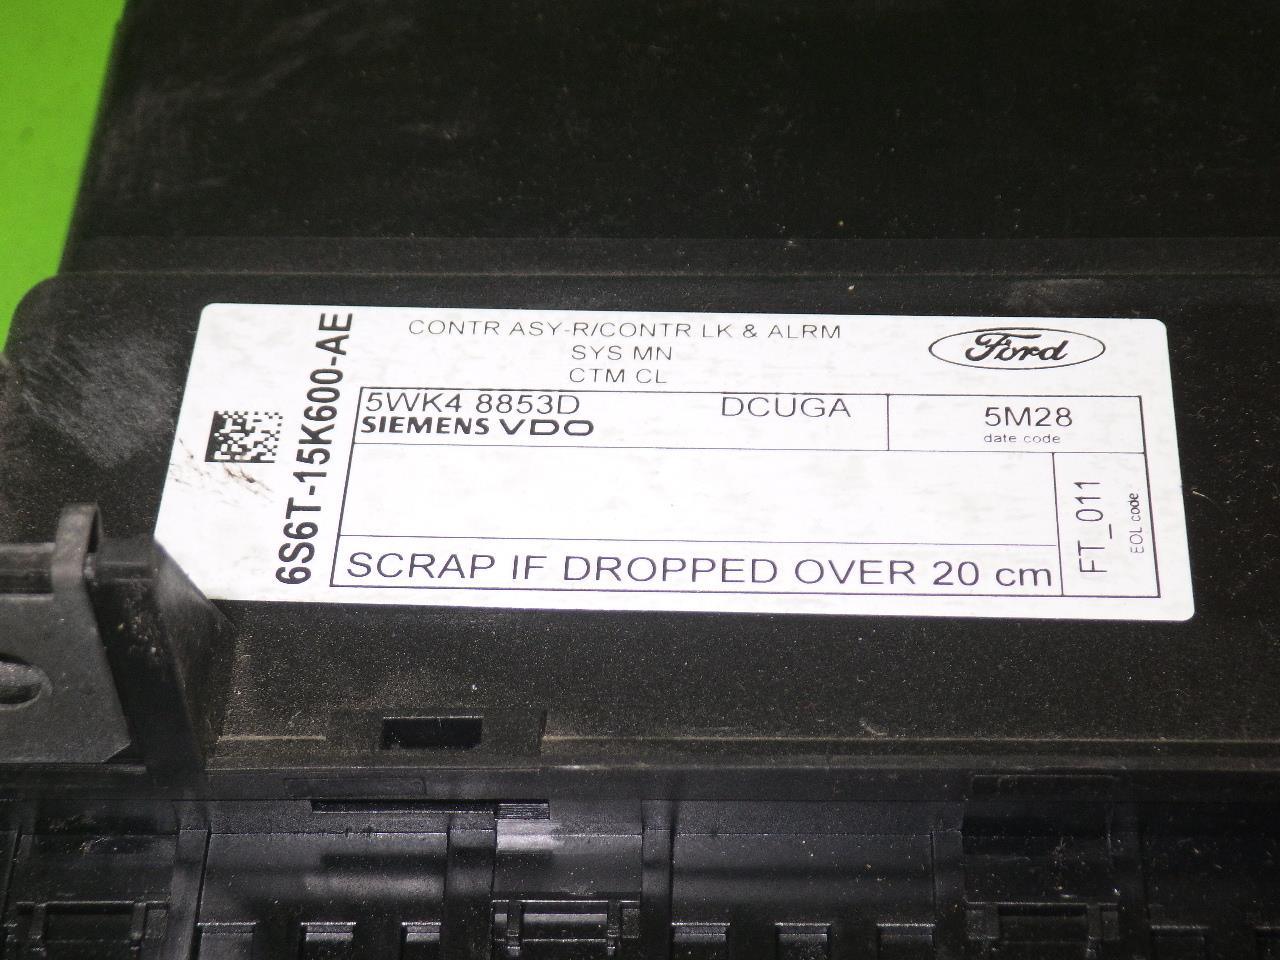 CONTR ASY-R/CONTR LK & ALRM
SYS MN
CTM CL
Ford
6S6T-15K600-AE
5WK4 8853D
DCUGA
5M28
SIEMENS VDO
date code
FT_011
EOL code
SCRAP IF DROPPED OVER 20 cm